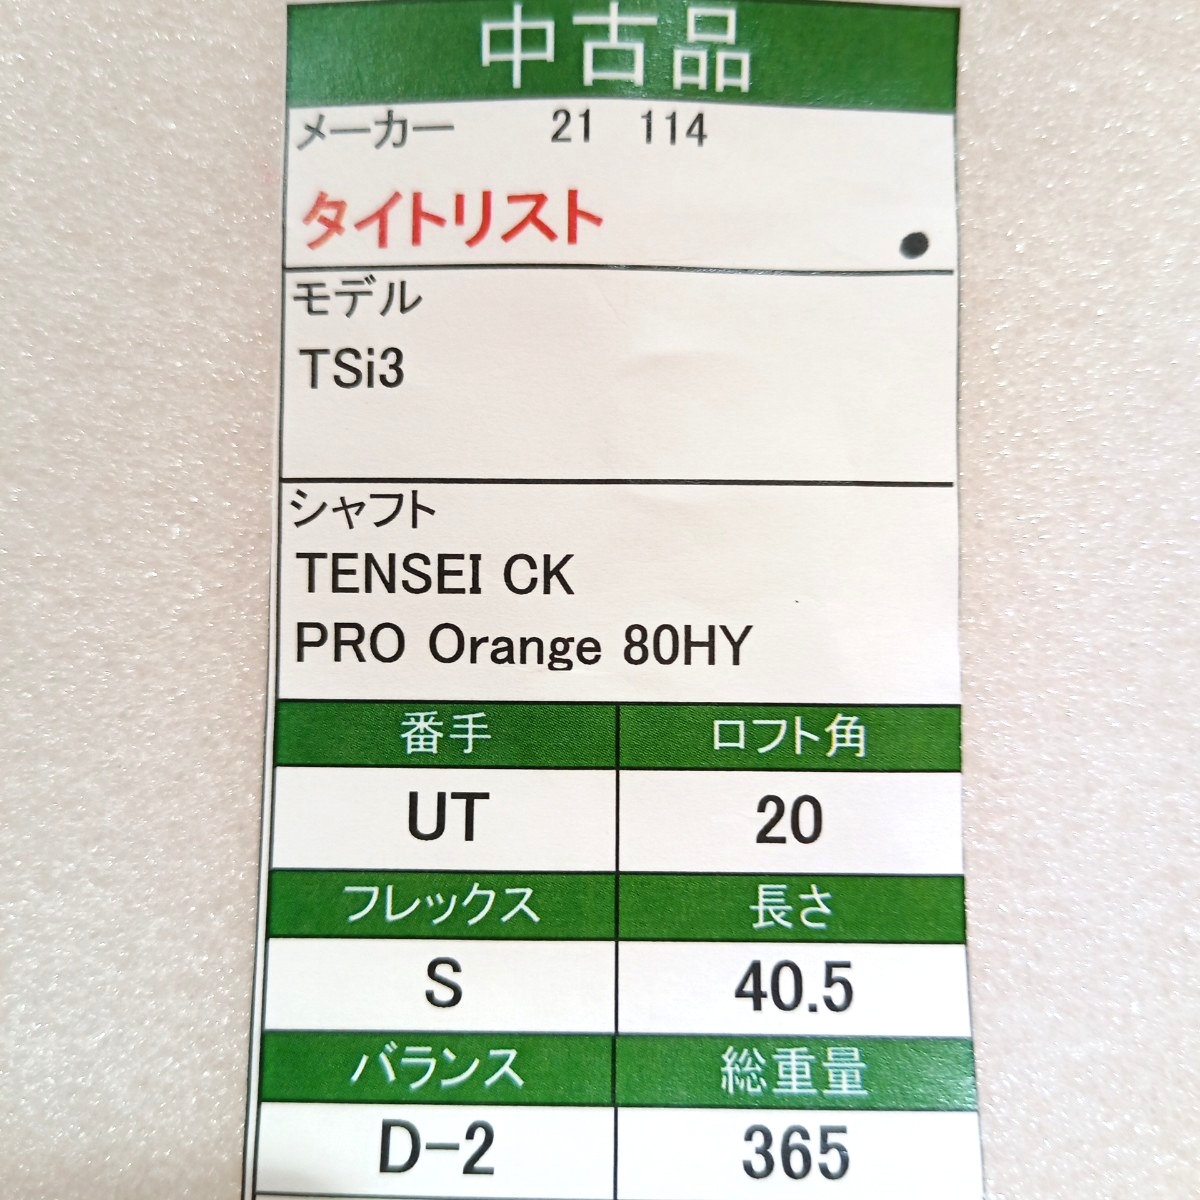 中古品
メーカー 21 114
タイトリスト
モデル
TSi3
シャフト
TENSEI CK
PRO Orange 80HY
番手 ロフト角
UT 20
フレックス 長さ
S 40.5
バランス 総重量
D-2 365